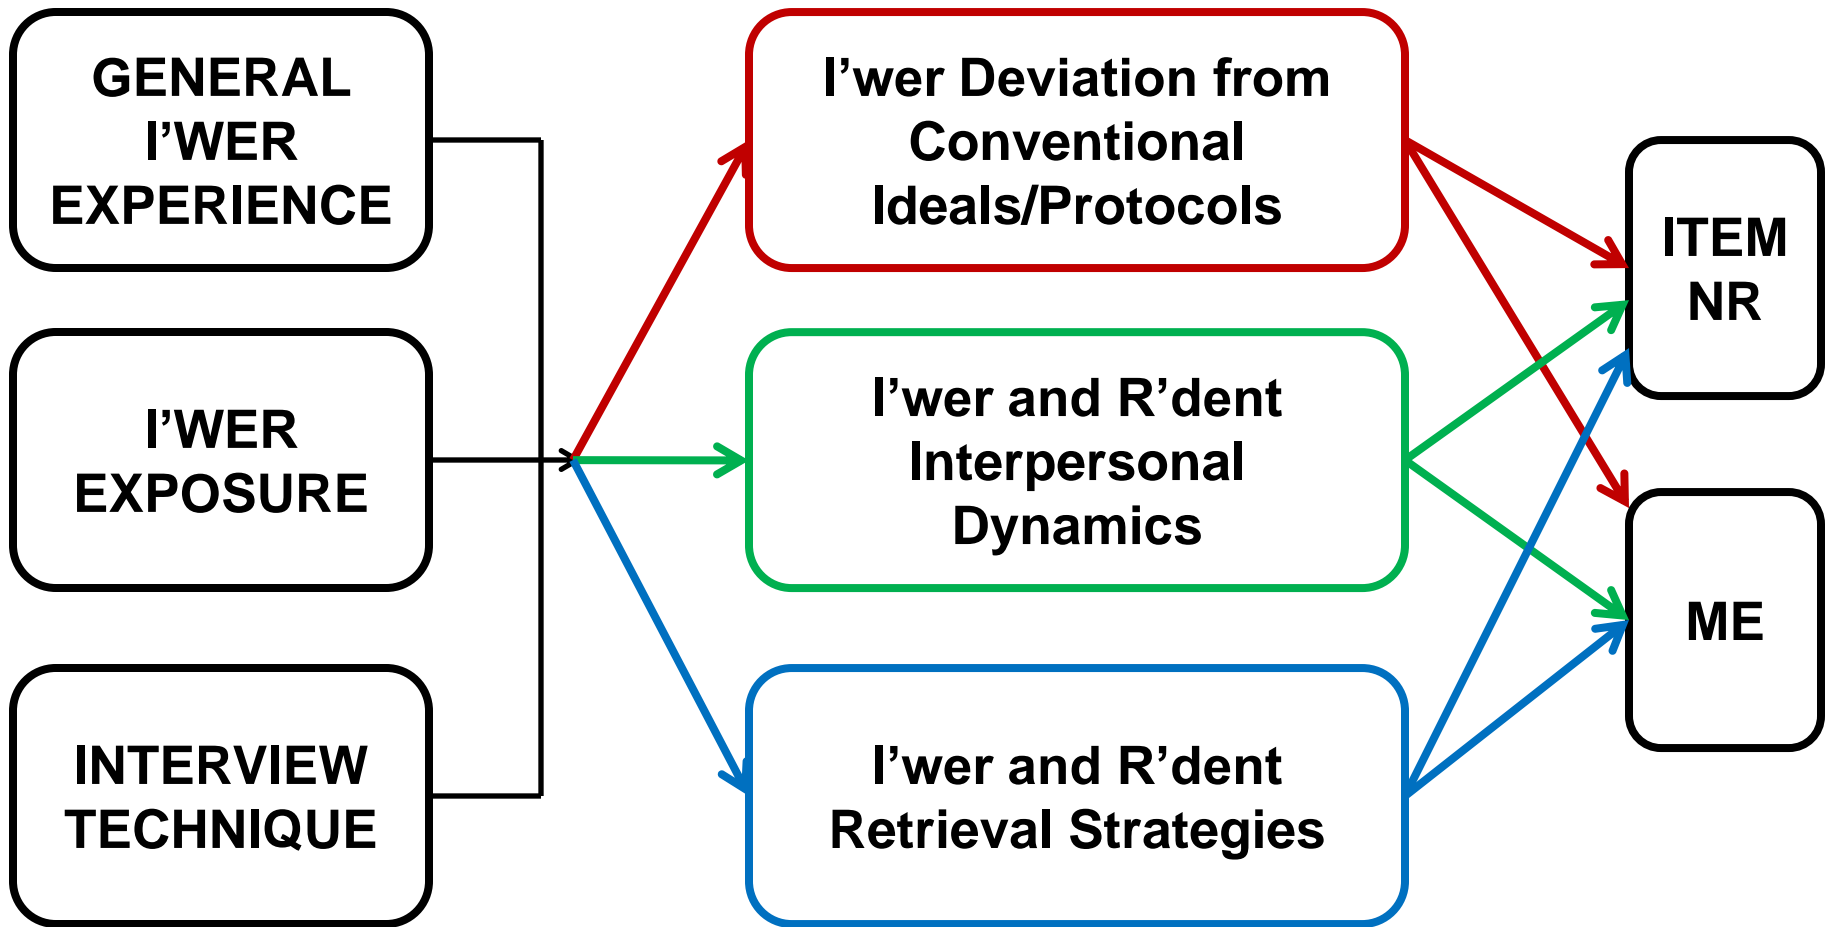 GENERAL
I’WER
EXPERIENCE
I’WER
EXPOSURE
INTERVIEW
TECHNIQUE
I’wer Deviation from
Conventional
Ideals/Protocols
I’wer and R’dent
Interpersonal
Dynamics
I’wer and R’dent
Retrieval Strategies
ITEM
NR
ME